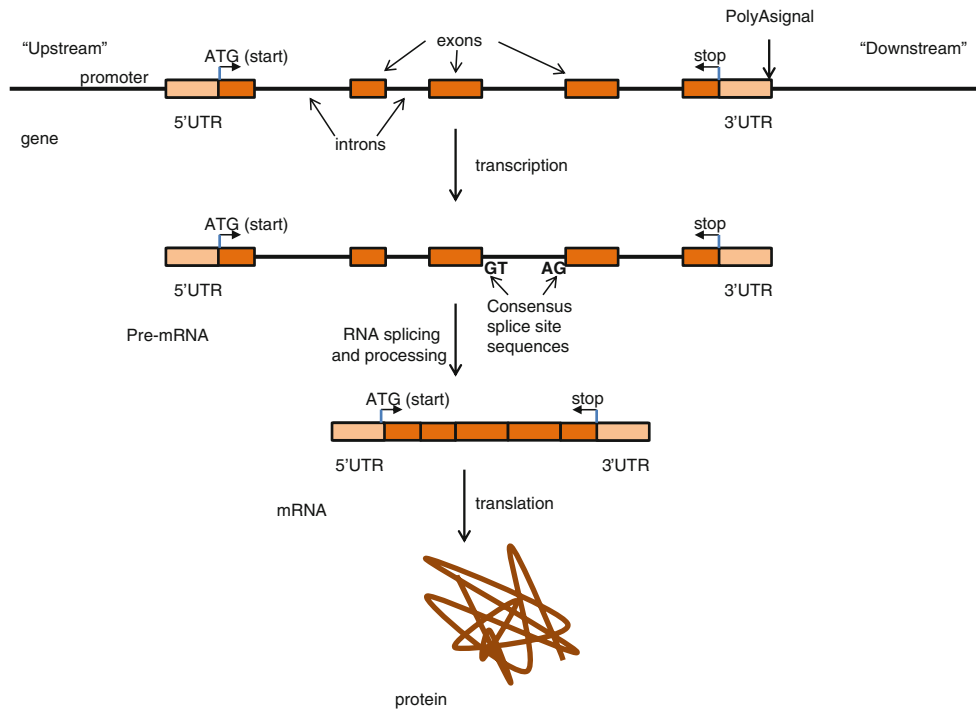 PolyAsignal
“Upstream”
ATG (start)
exons
stop
“Downstream”
promoter
5’UTR
3’UTR
gene
introns
transcription
ATG (start)
stop
GT
AG
5’UTR
3’UTR
Consensus
splice site
sequences
Pre-mRNA
RNA splicing
and processing
ATG (start)
stop
5’UTR
3’UTR
mRNA
translation
protein